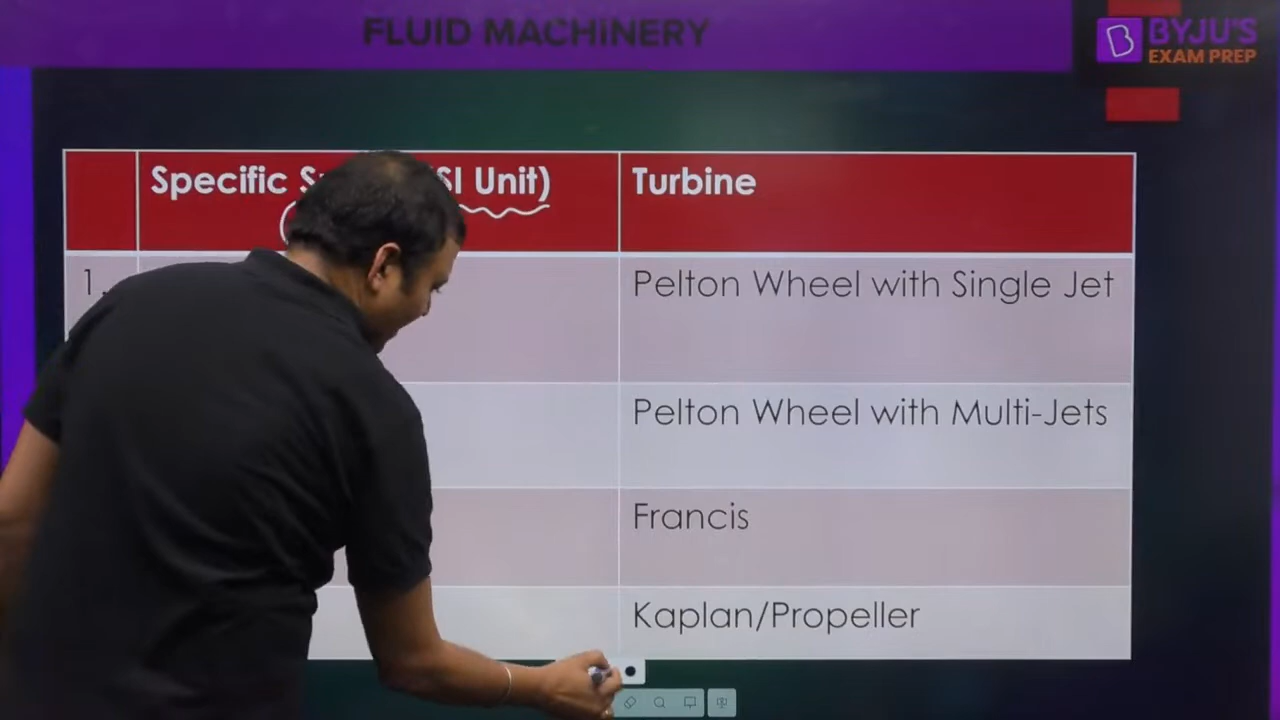 FLUID MACHINERY
BYJU'S
EXAM PREP
Specific SI Unit)
Turbine
1.
Pelton Wheel with Single Jet
Pelton Wheel with Multi-Jets
Francis
Kaplan/Propeller